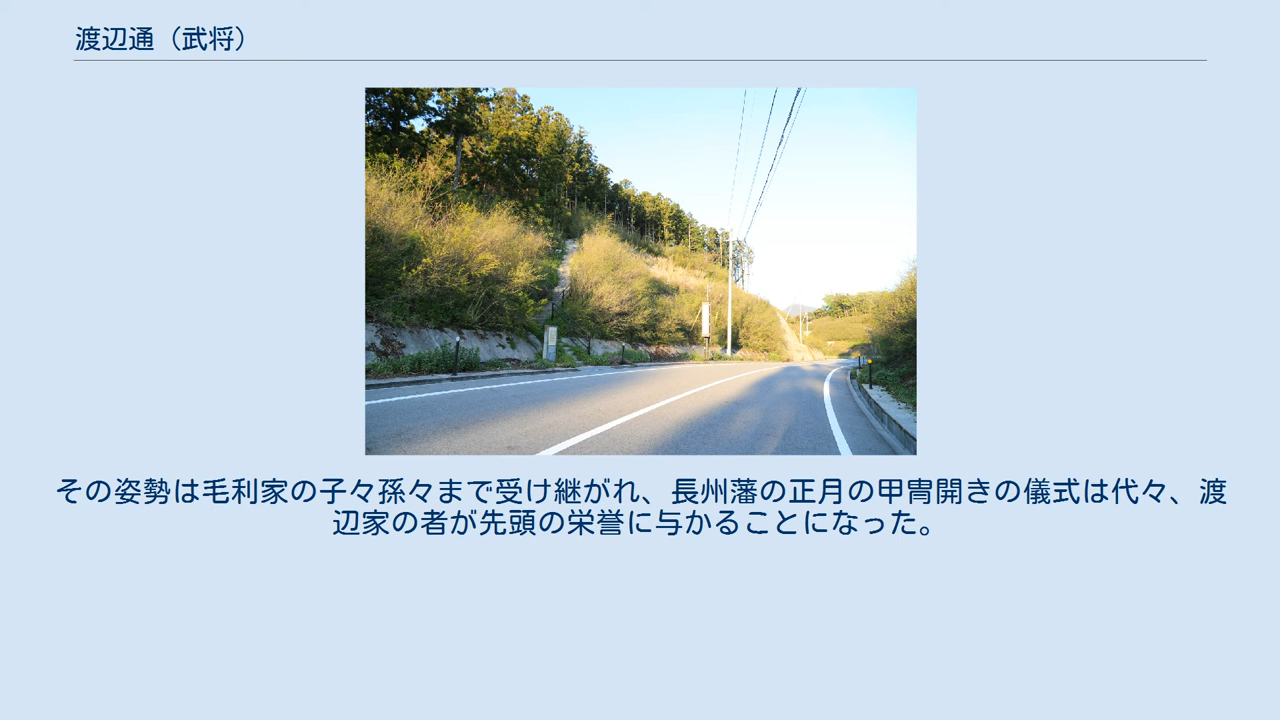 渡辺通（武将）
その姿勢は毛利家の子々孫々まで受け継がれ、長州藩の正月の甲冑開きの儀式は代々、渡
辺家の者が先頭の栄誉に与かることになった。